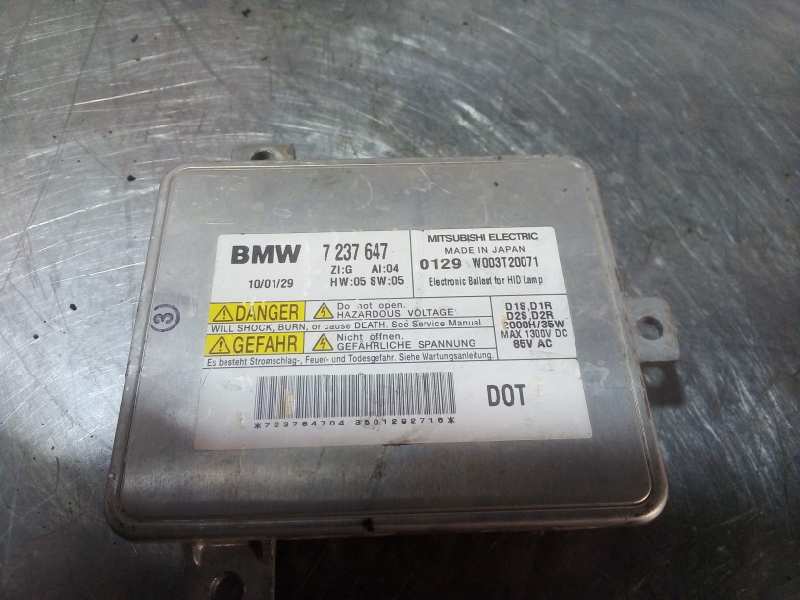 BMW 7 237 647
ZI:G AI:04
10/01/29 HW:05 SW:05
MITSUBISHI ELECTRIC
MADE IN JAPAN
0129 W003T20071
Electronic Ballast for HID Lamp
DANGER Do not open.
HAZARDOUS VOLTAGE
WILL SHOCK, BURN, or cause DEATH. See Service Manual
GEFAHR Nicht öffnen.
GEFÄHRLICHE SPANNUNG
Es besteht Stromschlag-, Feuer- und Todesgefahr. Siehe Wartungsanleitung.
D1S,D1R
D2S,D2R
2000H/35W
MAX 1300V DC
85V AC
DOT
(3)